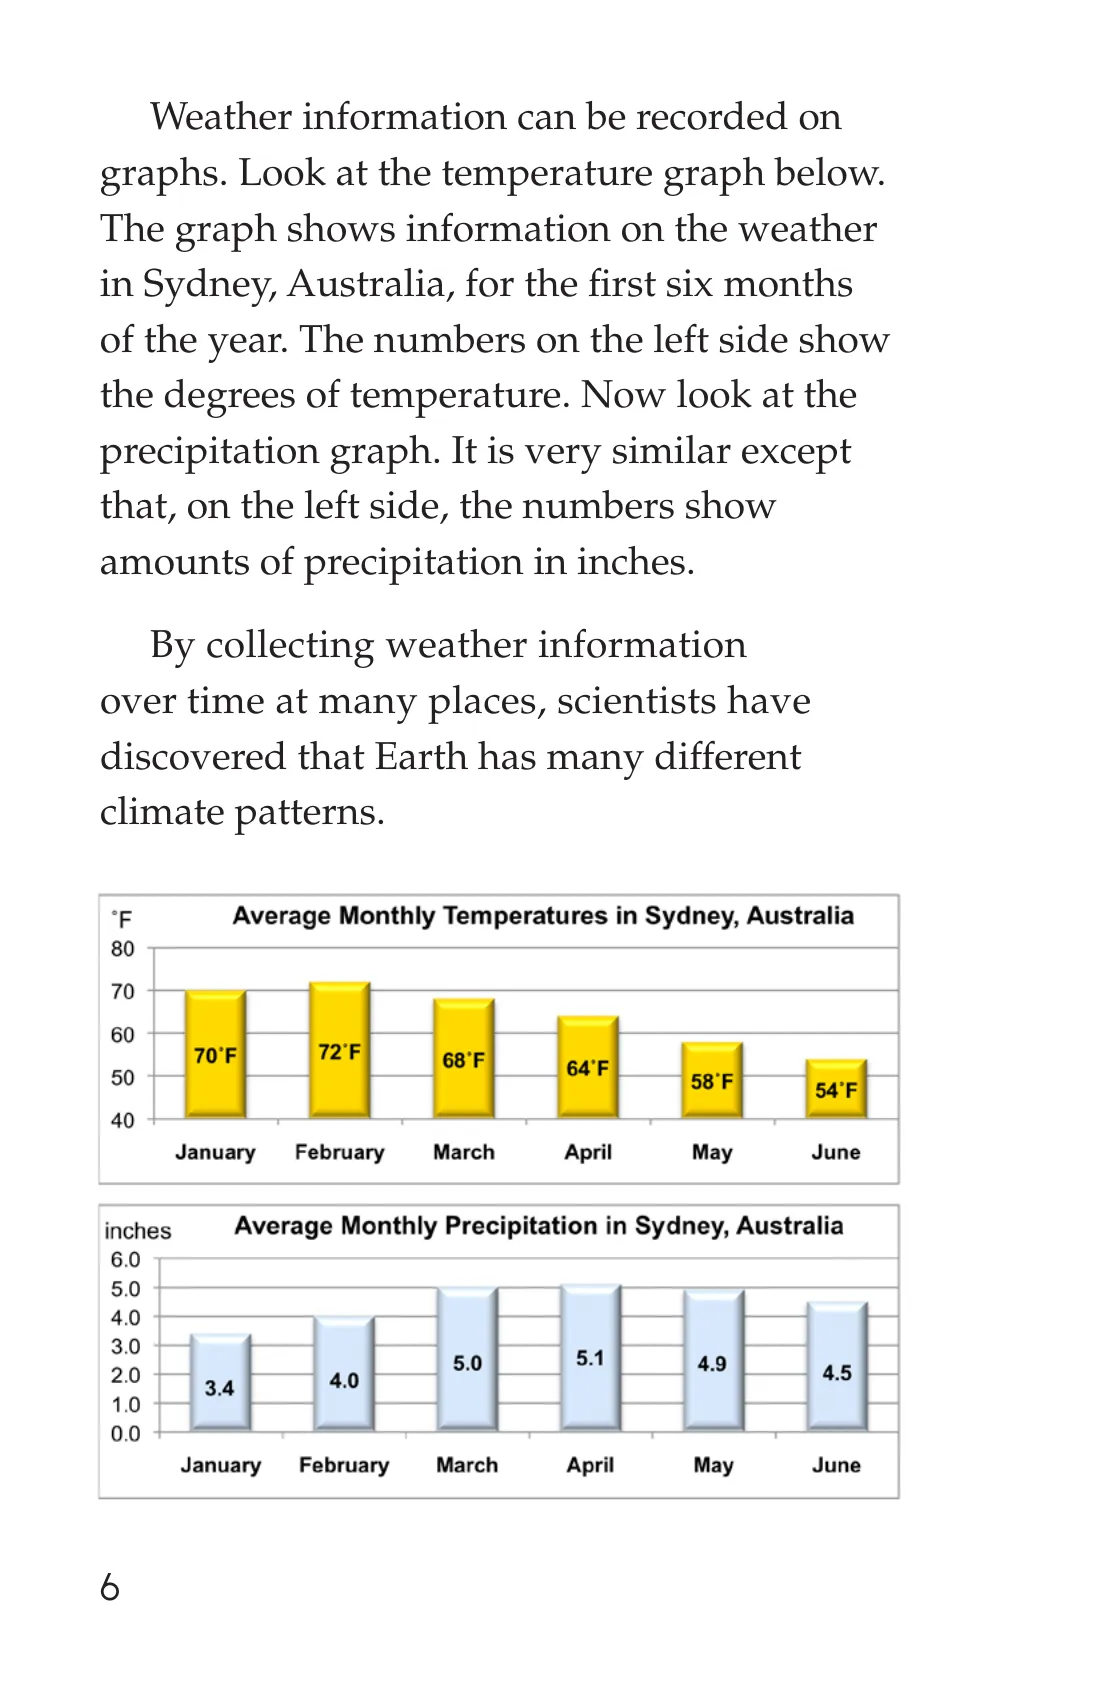 Weather information can be recorded on
graphs. Look at the temperature graph below.
The graph shows information on the weather
in Sydney, Australia, for the first six months
of the year. The numbers on the left side show
the degrees of temperature. Now look at the
precipitation graph. It is very similar except
that, on the left side, the numbers show
amounts of precipitation in inches.
By collecting weather information
over time at many places, scientists have
discovered that Earth has many different
climate patterns.
˚F Average Monthly Temperatures in Sydney, Australia
80
70
60
50
40
70˚F 72˚F 68˚F 64˚F 58˚F 54˚F
January February March April May June
inches Average Monthly Precipitation in Sydney, Australia
6.0
5.0
4.0
3.0
2.0
1.0
0.0
3.4 4.0 5.0 5.1 4.9 4.5
January February March April May June
6